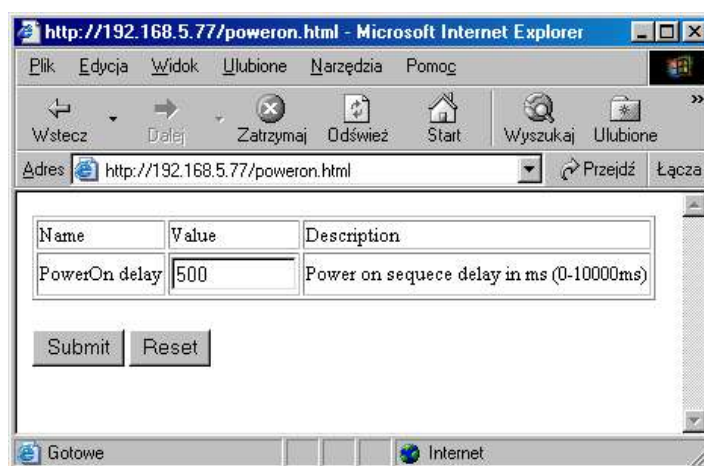 http://192.168.5.77/poweron.html - Microsoft Internet Explorer
Plik Edycja Widok Ulubione Narzędzia Pomoc
Wstecz Dalej Zatrzymaj Odśwież Start Wyszukaj Ulubione »
Adres http://192.168.5.77/poweron.html Przejdź Łącza
Name Value Description
PowerOn delay 500 Power on sequece delay in ms (0-10000ms)
Submit Reset
Gotowe Internet